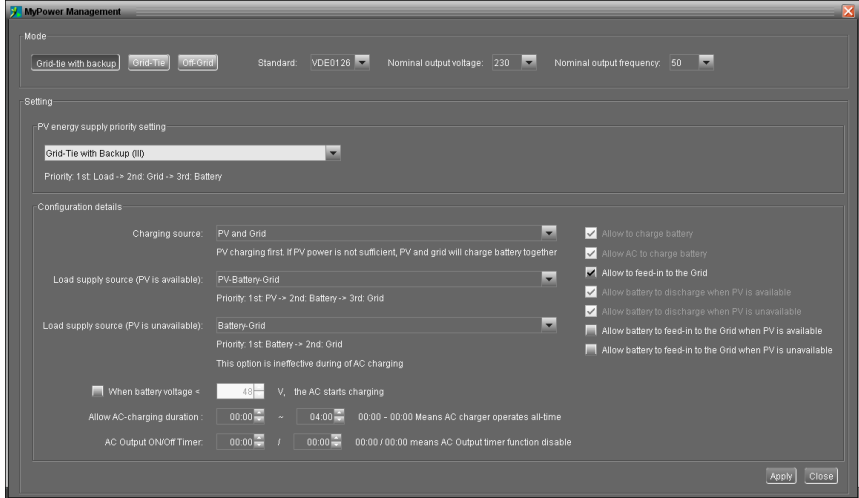 MyPower Management
Mode
Grid-tie with backup Grid-Tie Off-Grid Standard: VDE0126 Nominal output voltage: 230 Nominal output frequency: 50
Setting
PV energy supply priority setting
Grid-Tie with Backup (III)
Priority: 1st: Load -> 2nd: Grid -> 3rd: Battery
Configuration details
Charging source: PV and Grid
PV charging first. If PV power is not sufficient, PV and grid will charge battery together
Load supply source (PV is available): PV-Battery-Grid
Priority: 1st: PV -> 2nd: Battery -> 3rd: Grid
Load supply source (PV is unavailable): Battery-Grid
Priority: 1st: Battery -> 2nd: Grid
This option is ineffective during of AC charging
Allow to charge battery
Allow AC to charge battery
Allow to feed-in to the Grid
Allow battery to discharge when PV is available
Allow battery to discharge when PV is unavailable
Allow battery to feed-in to the Grid when PV is available
Allow battery to feed-in to the Grid when PV is unavailable
When battery voltage < 48 V, the AC starts charging
Allow AC-charging duration : 00:00 ~ 04:00 00:00 - 00:00 Means AC charger operates all-time
AC Output ON/Off Timer: 00:00 / 00:00 00:00 / 00:00 means AC Output timer function disable
Apply Close